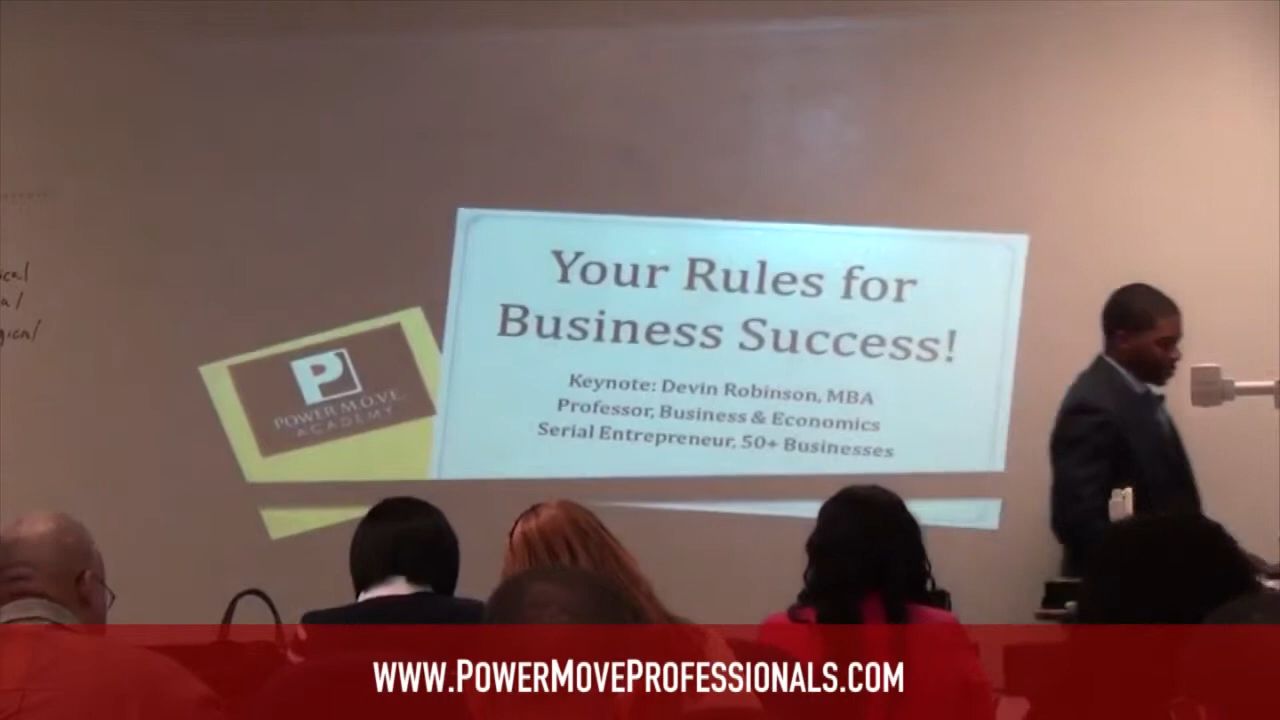 Your Rules for
Business Success!
Keynote: Devin Robinson, MBA
Professor, Business & Economics
Serial Entrepreneur, 50+ Businesses
P
POWER MOVE
ACADEMY
WWW.POWERMOVEPROFESSIONALS.COM